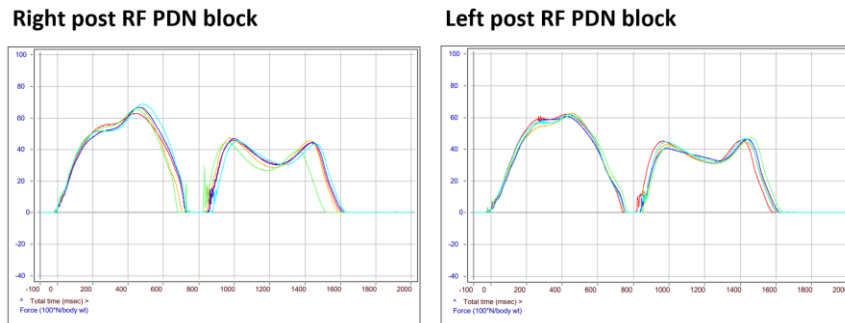 Right post RF PDN block
Left post RF PDN block
100
80
60
40
20
0
-20
-40
-100 0 200 400 600 800 1000 1200 1400 1600 1800 2000
^ Total time (msec) >
Force (100*N/body wt)
100
80
60
40
20
0
-20
-40
-100 0 200 400 600 800 1000 1200 1400 1600 1800 2000
^ Total time (msec) >
Force (100*N/body wt)